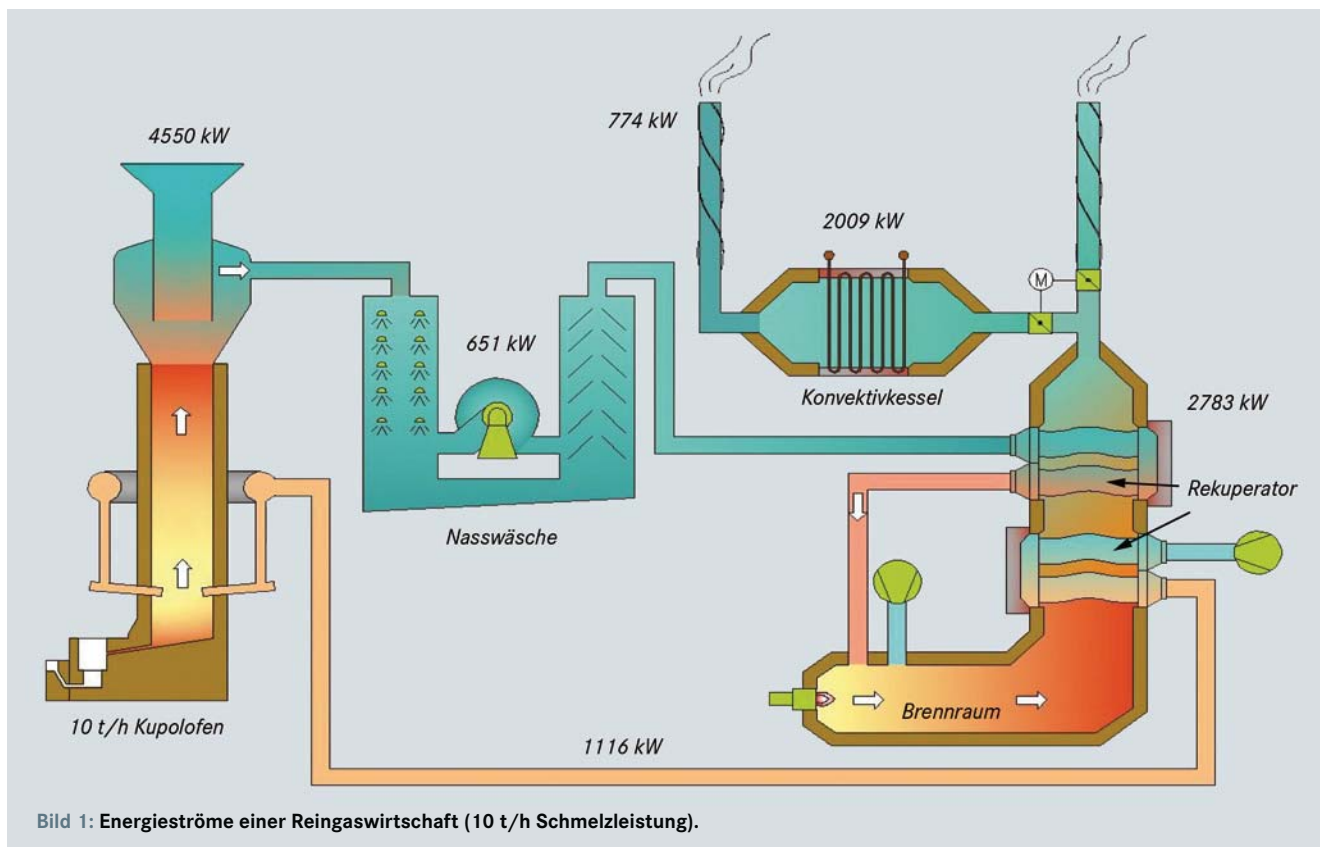 4550 kW
774 kW
2009 kW
M
651 kW
Konvektivkessel
2783 kW
Rekuperator
Nasswäsche
Brennraum
10 t/h Kupolofen
1116 kW
Bild 1: Energieströme einer Reingaswirtschaft (10 t/h Schmelzleistung).